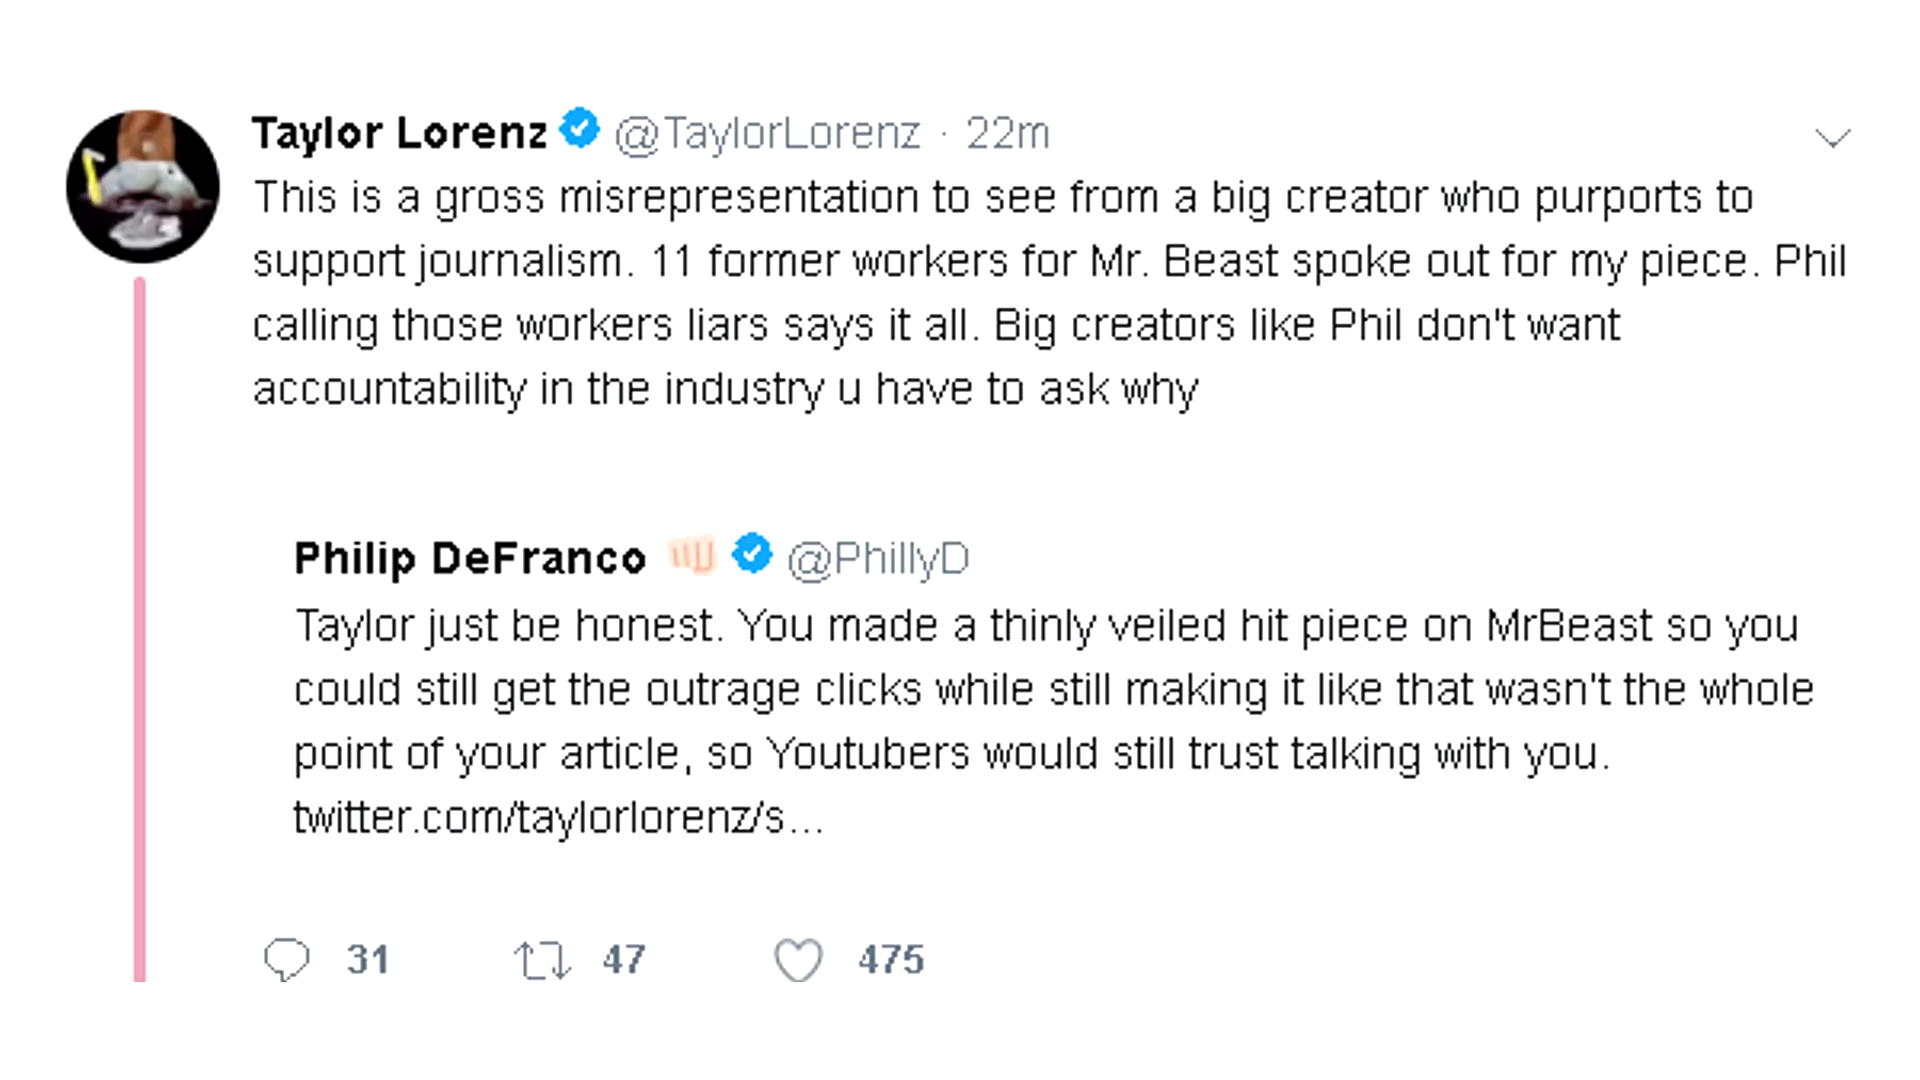 Taylor Lorenz @TaylorLorenz · 22m
This is a gross misrepresentation to see from a big creator who purports to
support journalism. 11 former workers for Mr. Beast spoke out for my piece. Phil
calling those workers liars says it all. Big creators like Phil don't want
accountability in the industry u have to ask why
Philip DeFranco 👊🏻 @PhillyD
Taylor just be honest. You made a thinly veiled hit piece on MrBeast so you
could still get the outrage clicks while still making it like that wasn't the whole
point of your article, so Youtubers would still trust talking with you.
twitter.com/taylorlorenz/s...
31 47 475